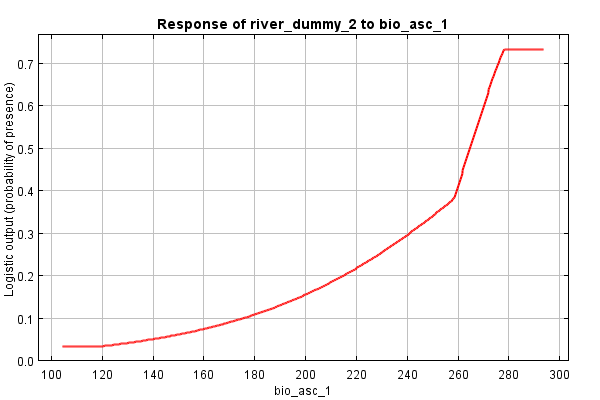 Response of river_dummy_2 to bio_asc_1
Logistic output (probability of presence)
0.7
0.6
0.5
0.4
0.3
0.2
0.1
0.0
100 120 140 160 180 200 220 240 260 280 300
bio_asc_1